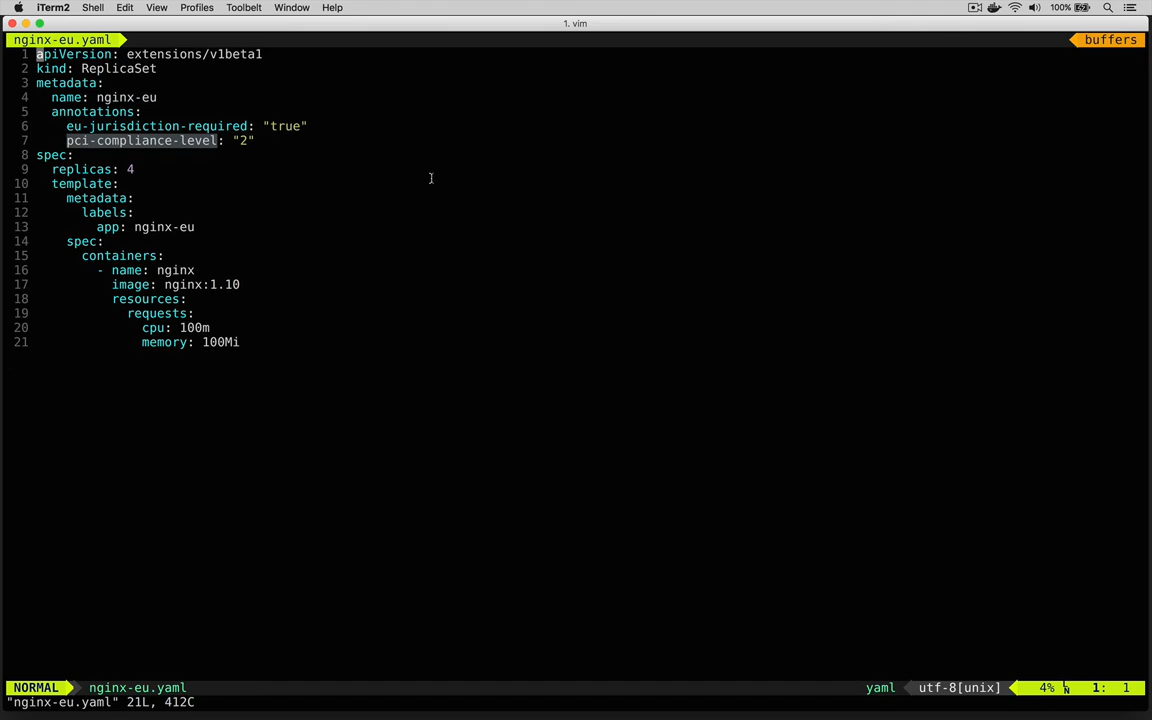 iTerm2 Shell Edit View Profiles Toolbelt Window Help 100%
1. vim
nginx-eu.yaml buffers
1 apiVersion: extensions/v1beta1
2 kind: ReplicaSet
3 metadata:
4   name: nginx-eu
5   annotations:
6     eu-jurisdiction-required: "true"
7     pci-compliance-level: "2"
8 spec:
9   replicas: 4
10   template:
11     metadata:
12       labels:
13         app: nginx-eu
14     spec:
15       containers:
16         - name: nginx
17           image: nginx:1.10
18           resources:
19             requests:
20               cpu: 100m
21               memory: 100Mi
NORMAL nginx-eu.yaml yaml utf-8[unix] 4% LN 1: 1
"nginx-eu.yaml" 21L, 412C